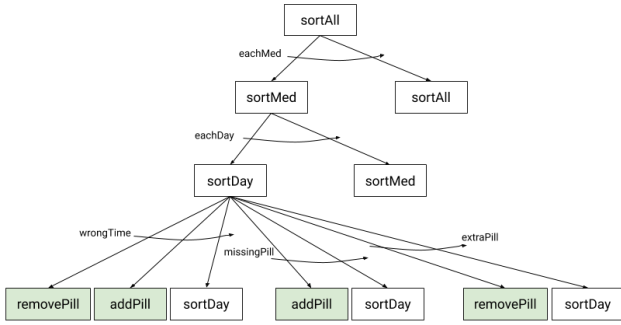 sortAll
eachMed
sortMed
sortAll
eachDay
sortDay
sortMed
wrongTime
missingPill
extraPill
removePill
addPill
sortDay
addPill
sortDay
removePill
sortDay